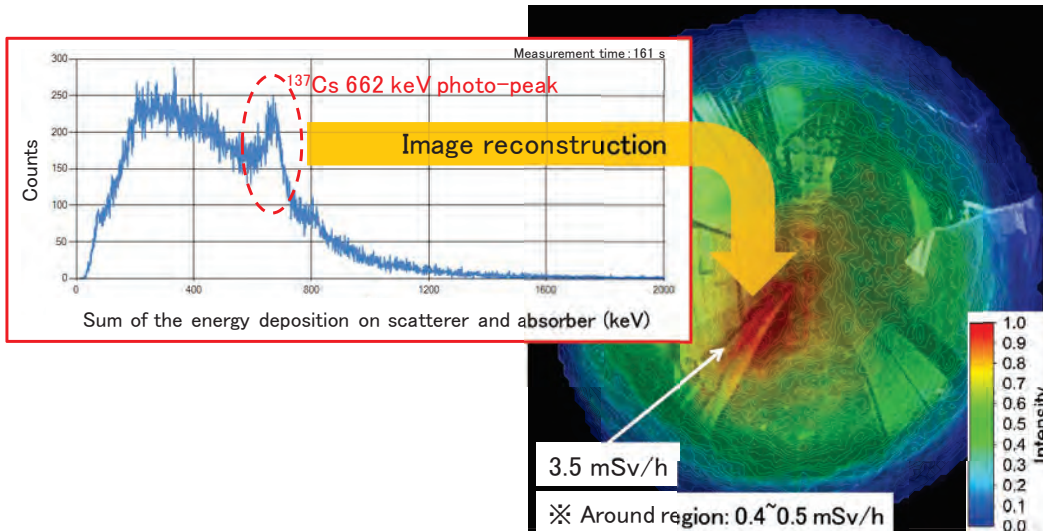 Measurement time：161 s
¹³⁷Cs 662 keV photo-peak
Image reconstruction
Counts
300
250
200
150
100
50
0
0 400 800 1200 1600 2000
Sum of the energy deposition on scatterer and absorber (keV)
1.0
0.9
0.8
0.7
0.6
0.5
0.4
0.3
0.2
0.1
0.0
Intensity
3.5 mSv/h
※ Around region: 0.4~0.5 mSv/h